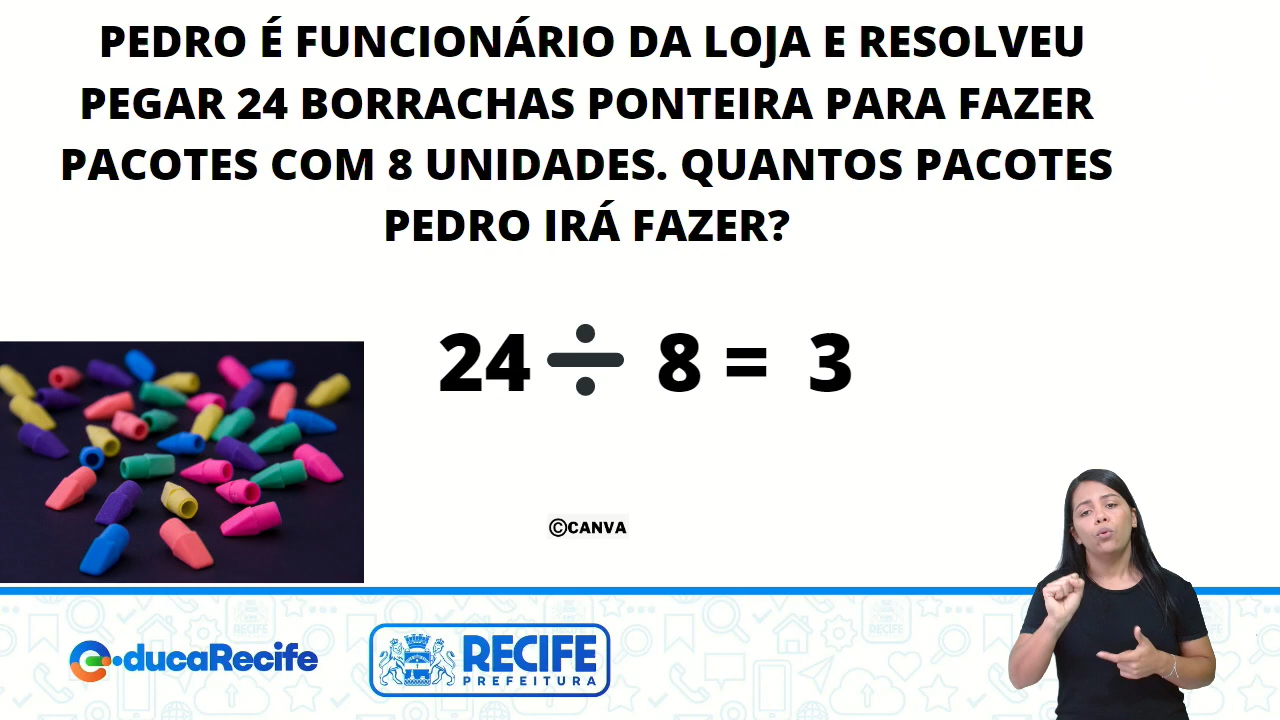 PEDRO É FUNCIONÁRIO DA LOJA E RESOLVEU
PEGAR 24 BORRACHAS PONTEIRA PARA FAZER
PACOTES COM 8 UNIDADES. QUANTOS PACOTES
PEDRO IRÁ FAZER?
24 ÷ 8 = 3
©CANVA
EducaRecife
RECIFE
PREFEITURA